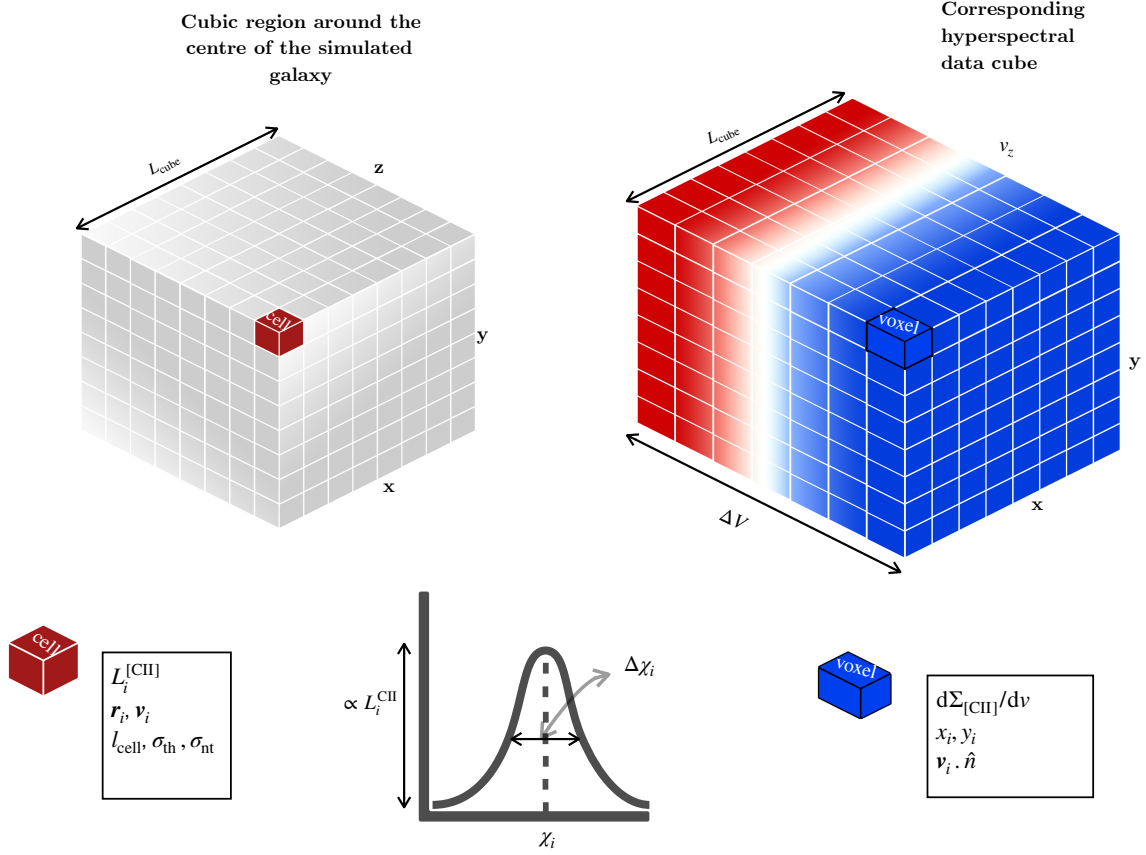 Cubic region around the
centre of the simulated
galaxy
Corresponding
hyperspectral
data cube
L_cube
z
cell
y
x
L_cube
v_z
voxel
y
x
ΔV
cell
L_i^[CII]
r_i, v_i
l_cell, σ_th, σ_nt
∝ L_i^CII
Δχ_i
χ_i
voxel
dΣ_[CII]/dv
x_i, y_i
v_i . n̂